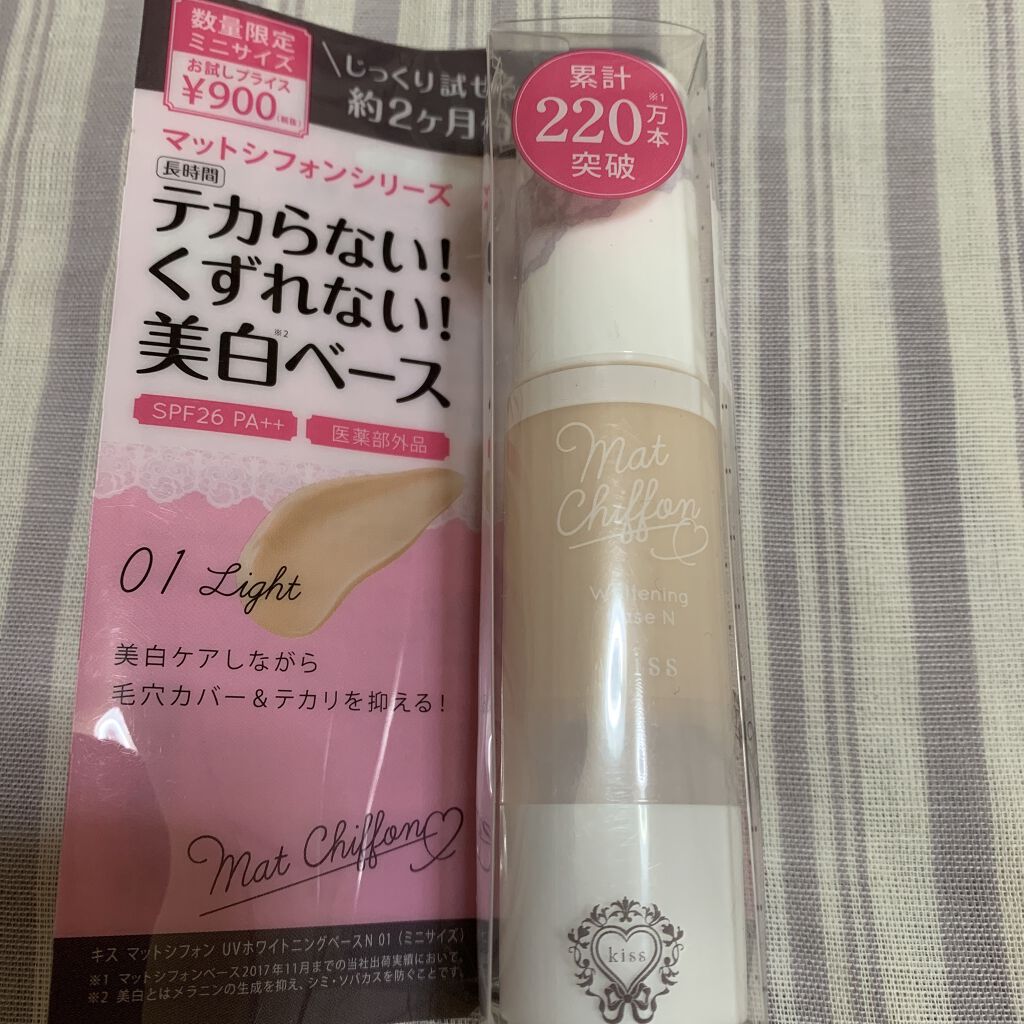 数量限定
ミニサイズ
お試しプライス
¥900(税抜)
じっくり試せる
約2ヶ月分
マットシフォンシリーズ
長時間
テカらない!
くずれない!
美白※2ベース
SPF26 PA++
医薬部外品
01 Light
美白ケアしながら
毛穴カバー&テカリを抑える!
Mat Chiffon
キス マットシフォン UVホワイトニングベースN 01 (ミニサイズ)
※1 マットシフォンベース2017年11月までの当社出荷実績において。
※2 美白とはメラニンの生成を抑え、シミ・ソバカスを防ぐことです。
累計
220万本※1
突破
Mat
Chiffon
Whitening
Base N
kiss
kiss